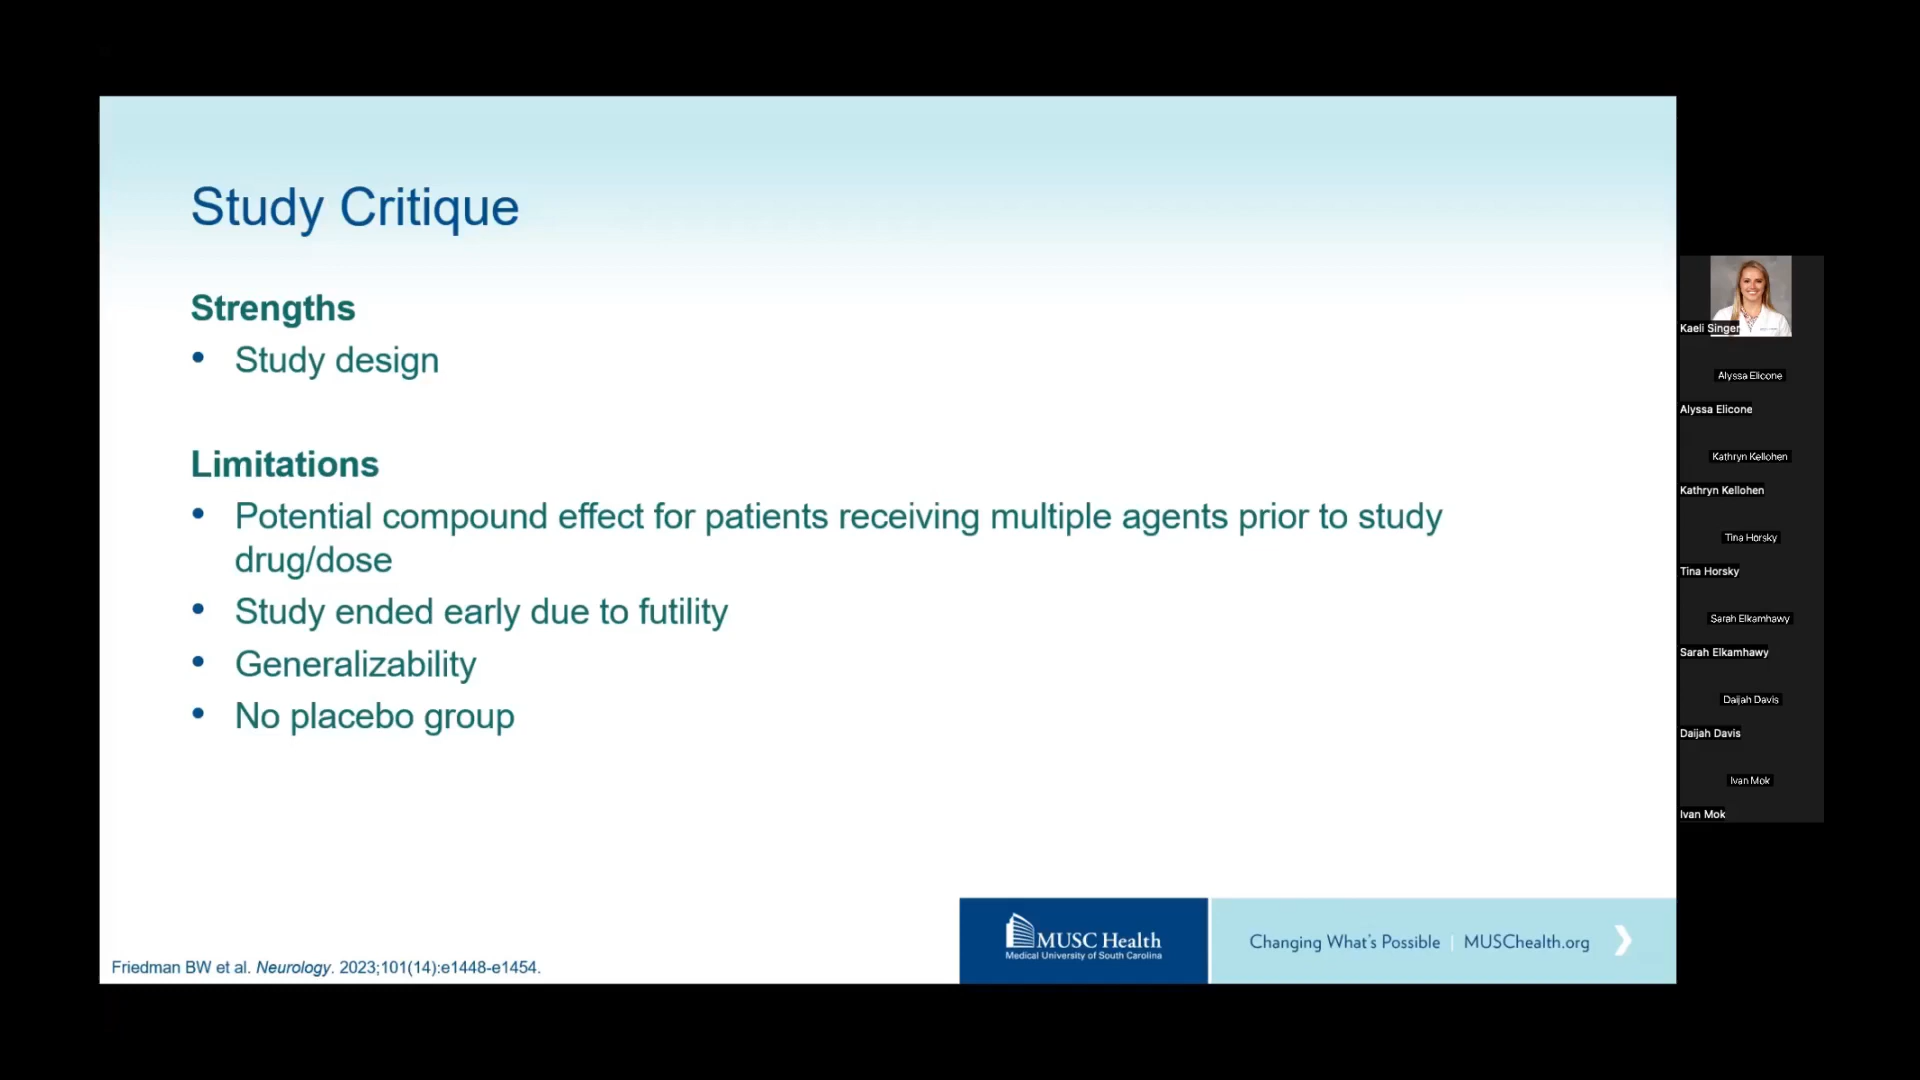 Study Critique
Strengths
• Study design
Limitations
• Potential compound effect for patients receiving multiple agents prior to study
drug/dose
• Study ended early due to futility
• Generalizability
• No placebo group
Friedman BW et al. Neurology. 2023;101(14):e1448-e1454.
MUSC Health
Medical University of South Carolina
Changing What's Possible | MUSChealth.org
Kaeli Singer
Alyssa Elicone
Alyssa Elicone
Kathryn Kellohen
Kathryn Kellohen
Tina Horsky
Tina Horsky
Sarah Elkamhawy
Sarah Elkamhawy
Daijah Davis
Daijah Davis
Ivan Mok
Ivan Mok